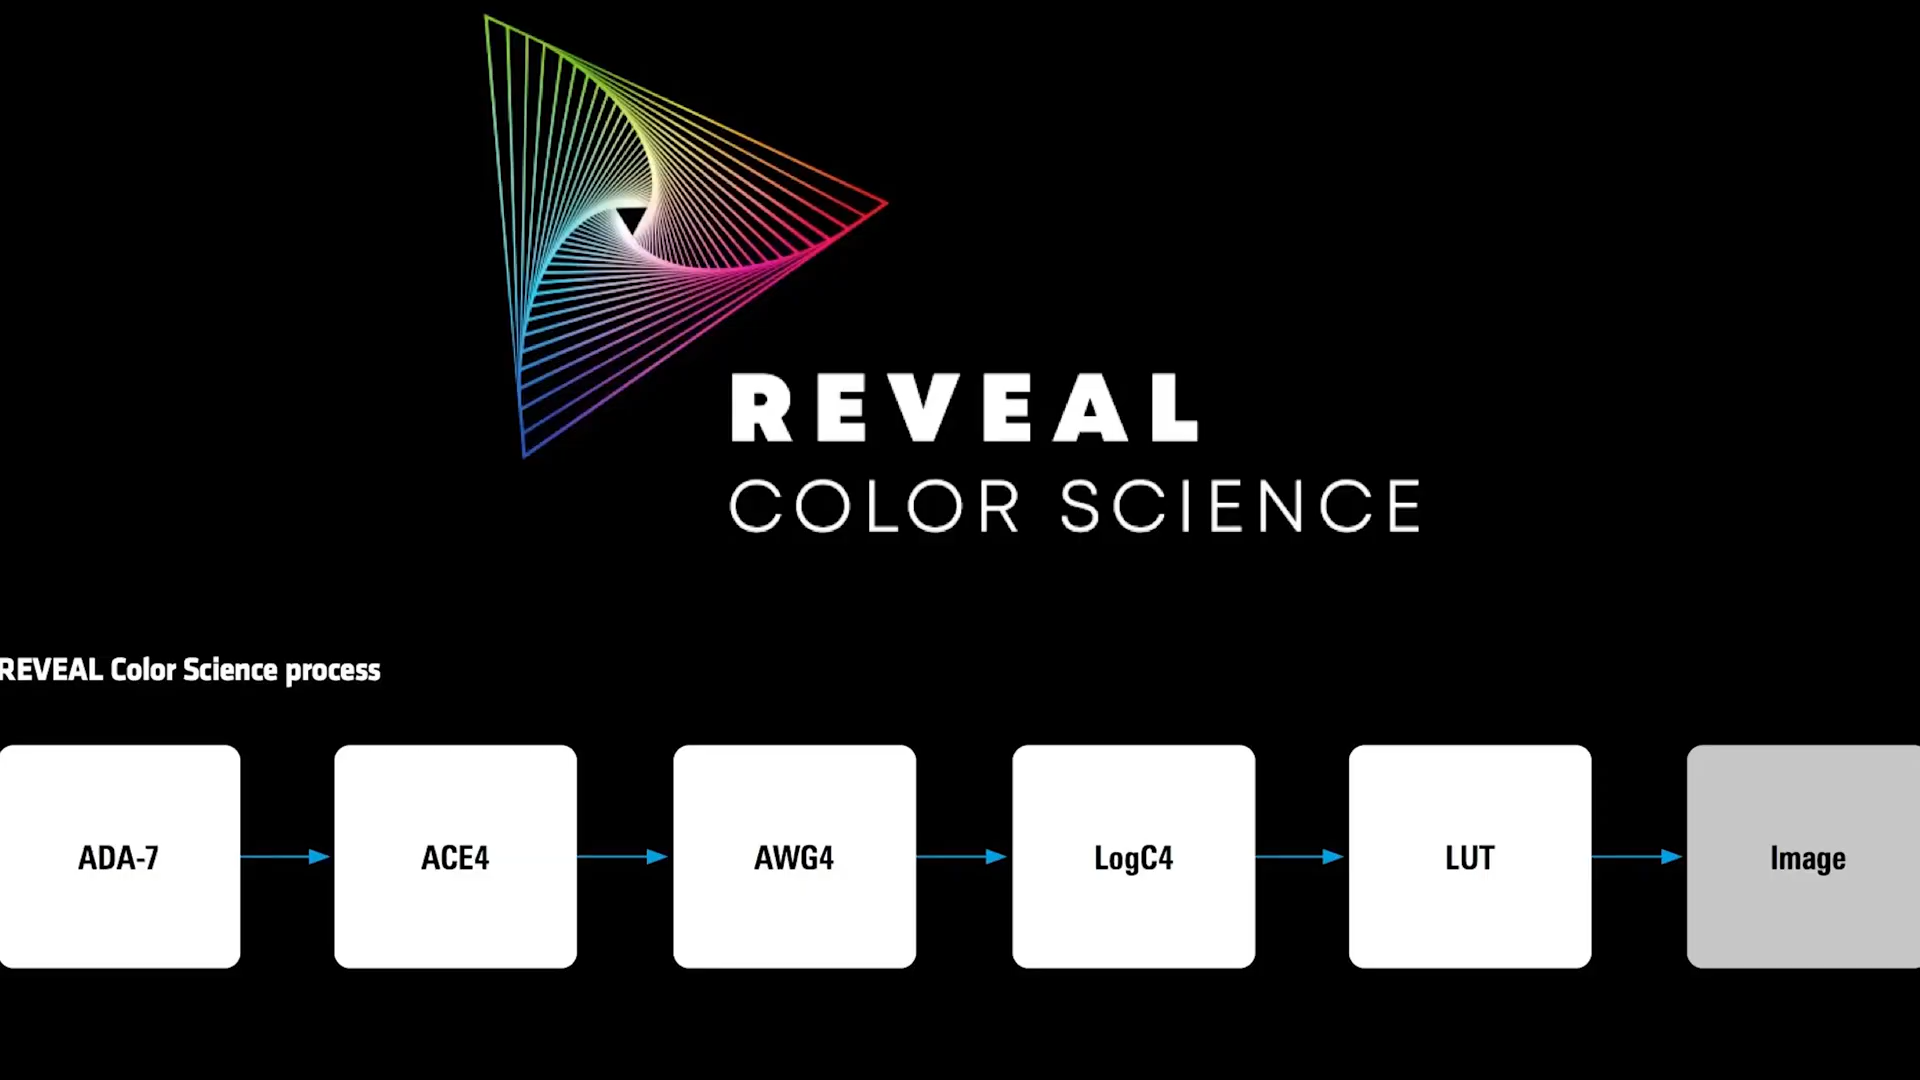 REVEAL
COLOR SCIENCE
REVEAL Color Science process
ADA-7
ACE4
AWG4
LogC4
LUT
Image